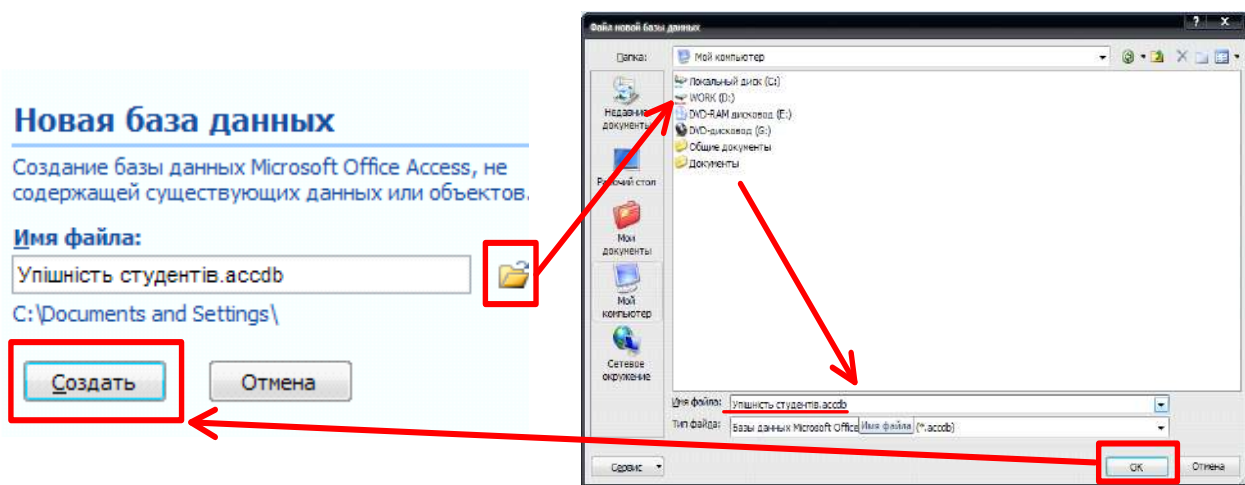 Новая база данных
Создание базы данных Microsoft Office Access, не
содержащей существующих данных или объектов.
Имя файла:
Упішність студентів.accdb
C:\Documents and Settings\
Создать
Отмена
Файл новой базы данных
Папка:
Мой компьютер
Недавние
документы
Рабочий стол
Мои
документы
Мой
компьютер
Сетевое
окружение
Локальный диск (C:)
WORK (D:)
DVD-RAM дисковод (E:)
DVD-дисковод (G:)
Общие документы
Документы
Имя файла:
Упішність студентів.accdb
Тип файла:
Базы данных Microsoft Office
Имя файла
(*.accdb)
Сервис
OK
Отмена